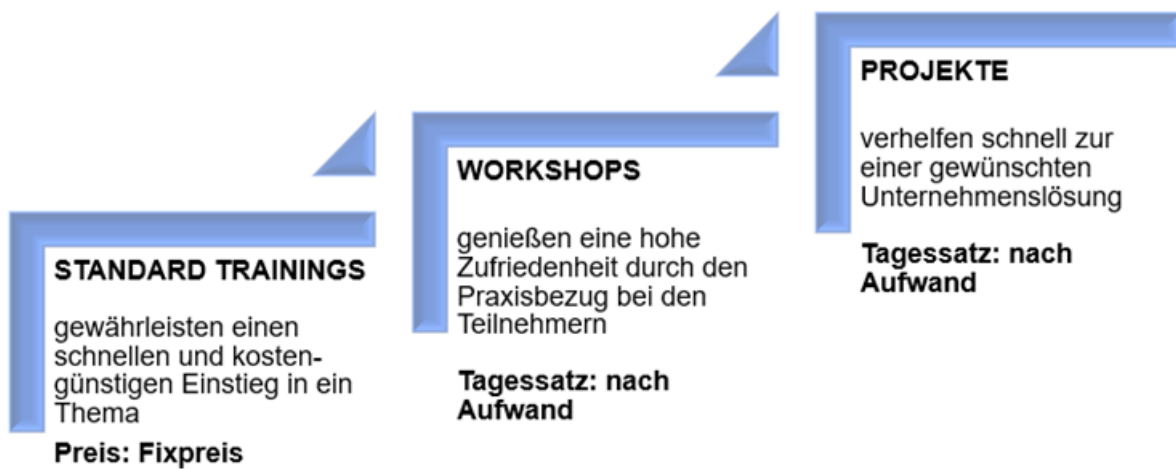 STANDARD TRAININGS
gewährleisten einen
schnellen und kosten-
günstigen Einstieg in ein
Thema
Preis: Fixpreis
WORKSHOPS
genießen eine hohe
Zufriedenheit durch den
Praxisbezug bei den
Teilnehmern
Tagessatz: nach
Aufwand
PROJEKTE
verhelfen schnell zur
einer gewünschten
Unternehmenslösung
Tagessatz: nach
Aufwand